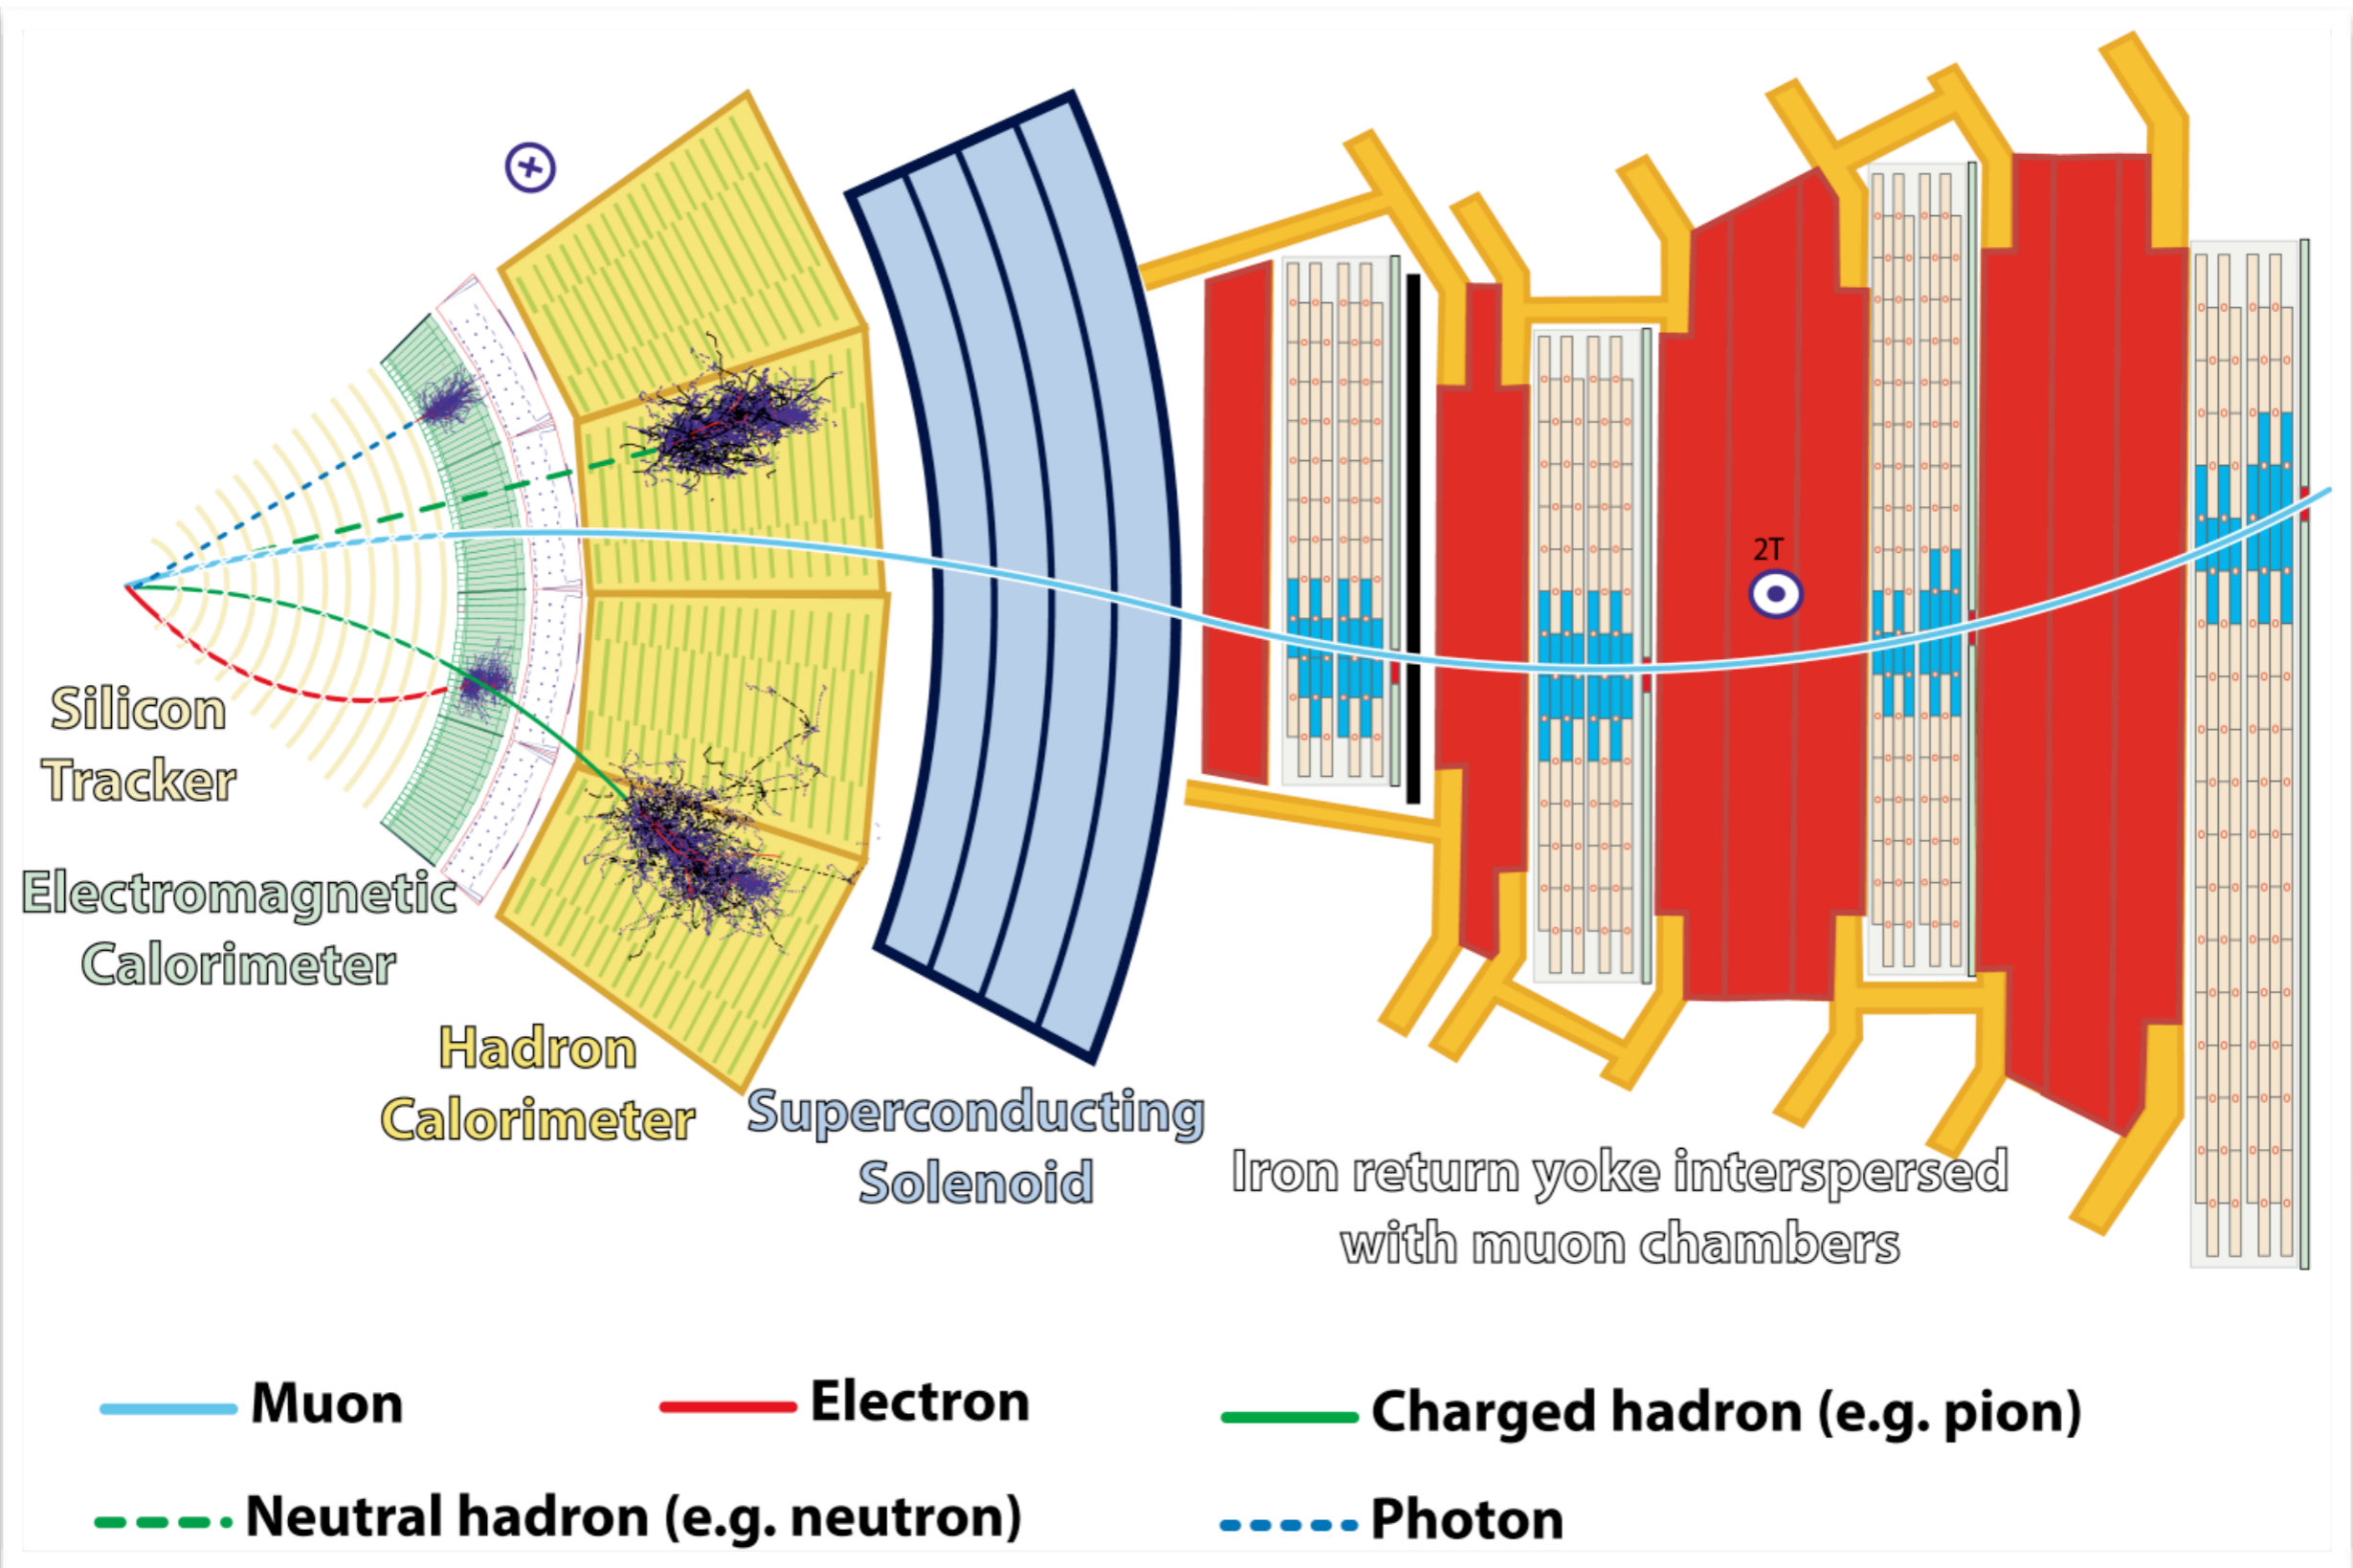 2T
Silicon
Tracker
Electromagnetic
Calorimeter
Hadron
Calorimeter
Superconducting
Solenoid
Iron return yoke interspersed
with muon chambers
Muon
Electron
Charged hadron (e.g. pion)
Neutral hadron (e.g. neutron)
Photon